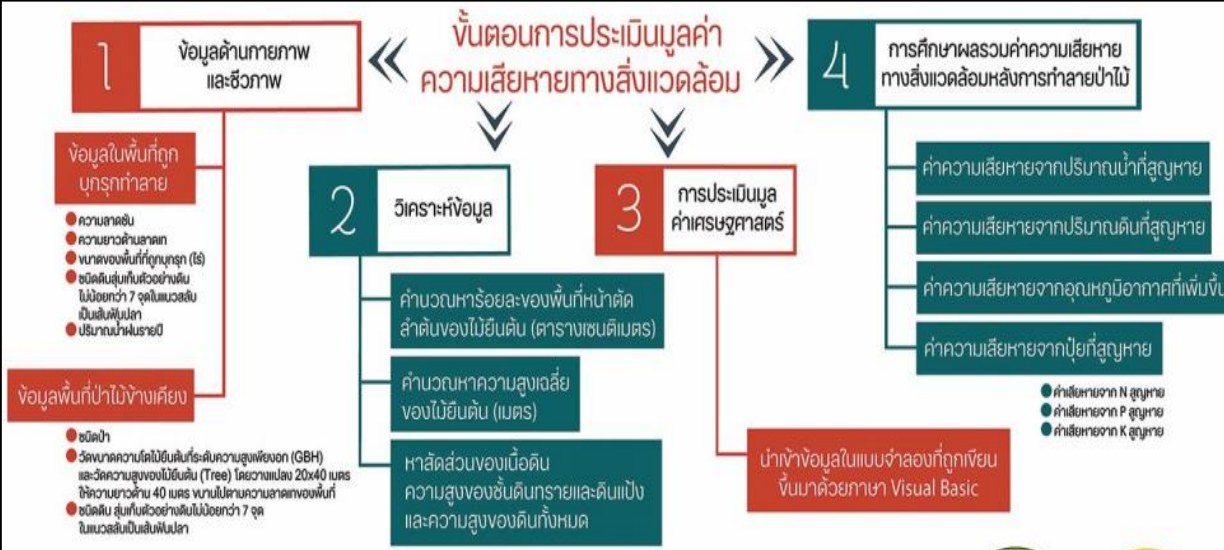 ขั้นตอนการประเมินมูลค่า
ความเสียหายทางสิ่งแวดล้อม
1
ข้อมูลด้านกายภาพ
และชีวภาพ
ข้อมูลในพื้นที่ถูก
บุกรุกทำลาย
ความลาดชัน
ความยาวด้านลาดเท
ขนาดของพื้นที่ที่ถูกบุกรุก (ไร่)
ชนิดดินสุ่มเก็บตัวอย่างดิน
ไม่น้อยกว่า 7 จุดในแนวสลับ
เป็นเส้นฟันปลา
ปริมาณน้ำฝนรายปี
ข้อมูลพื้นที่ป่าไม้ข้างเคียง
ชนิดป่า
วัดขนาดความโตไม้ยืนต้นที่ระดับความสูงเพียงอก (GBH)
และวัดความสูงของไม้ยืนต้น (Tree) โดยวางแปลง 20x40 เมตร
ให้ความยาวด้าน 40 เมตร ขนานไปตามความลาดเทของพื้นที่
ชนิดดิน สุ่มเก็บตัวอย่างดินไม่น้อยกว่า 7 จุด
ในแนวสลับเป็นเส้นฟันปลา
2
วิเคราะห์ข้อมูล
คำนวณหาร้อยละของพื้นที่หน้าตัด
ลำต้นของไม้ยืนต้น (ตารางเซนติเมตร)
คำนวณหาความสูงเฉลี่ย
ของไม้ยืนต้น (เมตร)
หาสัดส่วนของเนื้อดิน
ความสูงของชั้นดินทรายและดินแป้ง
และความสูงของดินทั้งหมด
3
การประเมินมูล
ค่าเศรษฐศาสตร์
นำเข้าข้อมูลในแบบจำลองที่ถูกเขียน
ขึ้นมาด้วยภาษา Visual Basic
4
การศึกษาผลรวมค่าความเสียหาย
ทางสิ่งแวดล้อมหลังการทำลายป่าไม้
ค่าความเสียหายจากปริมาณน้ำที่สูญหาย
ค่าความเสียหายจากปริมาณดินที่สูญหาย
ค่าความเสียหายจากอุณหภูมิอากาศที่เพิ่มขึ้น
ค่าความเสียหายจากปุ๋ยที่สูญหาย
ค่าเสียหายจาก N สูญหาย
ค่าเสียหายจาก P สูญหาย
ค่าเสียหายจาก K สูญหาย